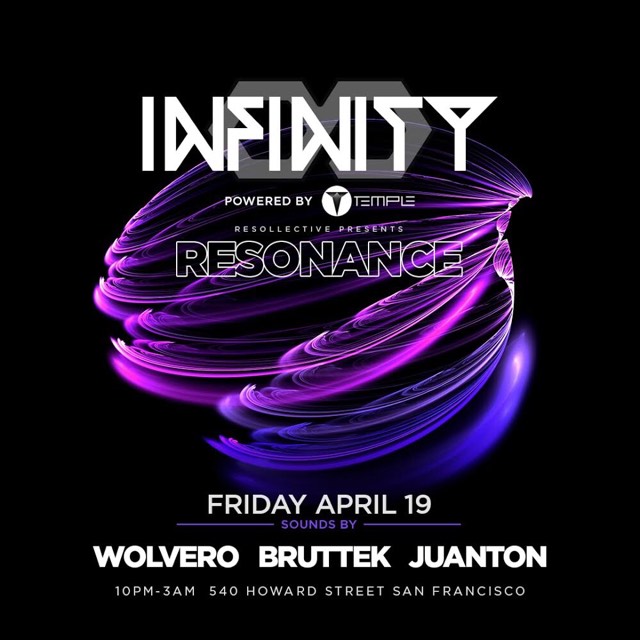 INFINITY
POWERED BY TEMPLE
RESOLLECTIVE PRESENTS
RESONANCE
FRIDAY APRIL 19
SOUNDS BY
WOLVERO BRUTTEK JUANTON
10PM-3AM 540 HOWARD STREET SAN FRANCISCO